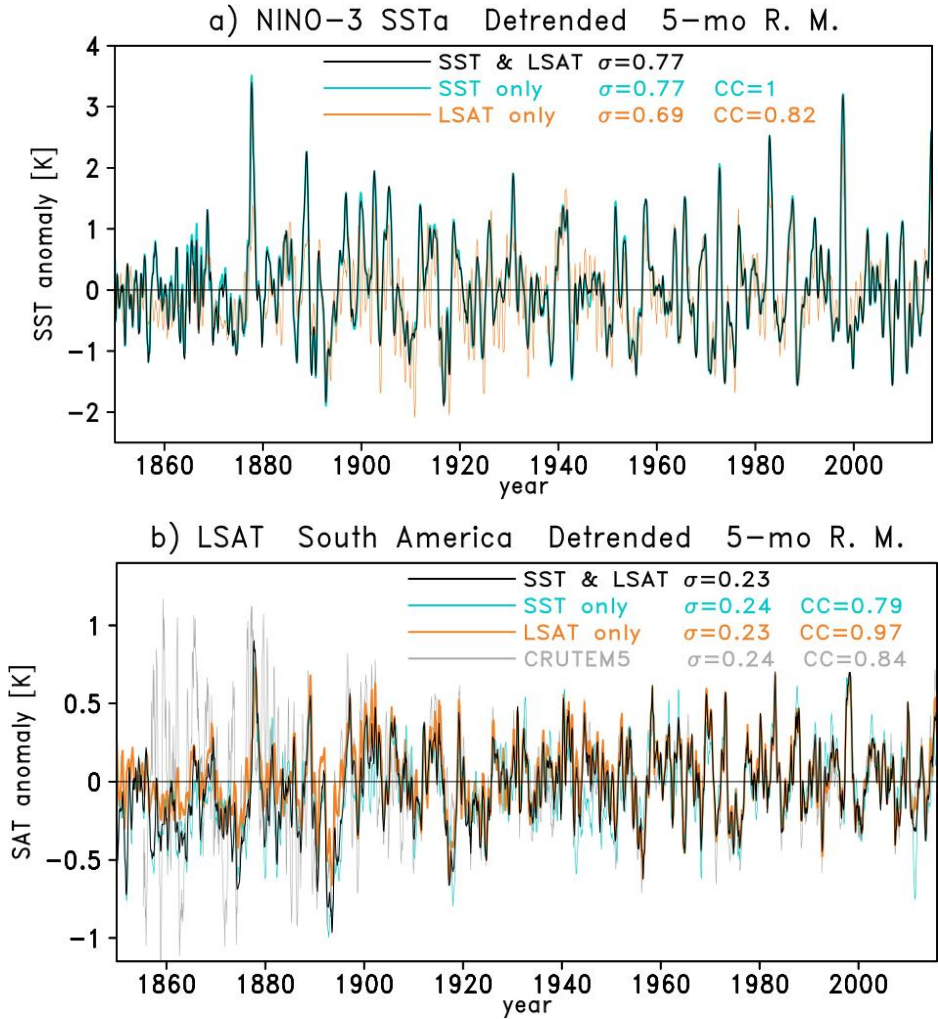 a) NINO-3 SSTa Detrended 5-mo R. M.
4
3
2
1
0
-1
-2
SST anomaly [K]
SST & LSAT σ=0.77
SST only σ=0.77 CC=1
LSAT only σ=0.69 CC=0.82
1860 1880 1900 1920 1940 1960 1980 2000
year
b) LSAT South America Detrended 5-mo R. M.
1
0.5
0
-0.5
-1
SAT anomaly [K]
SST & LSAT σ=0.23
SST only σ=0.24 CC=0.79
LSAT only σ=0.23 CC=0.97
CRUTEM5 σ=0.24 CC=0.84
1860 1880 1900 1920 1940 1960 1980 2000
year